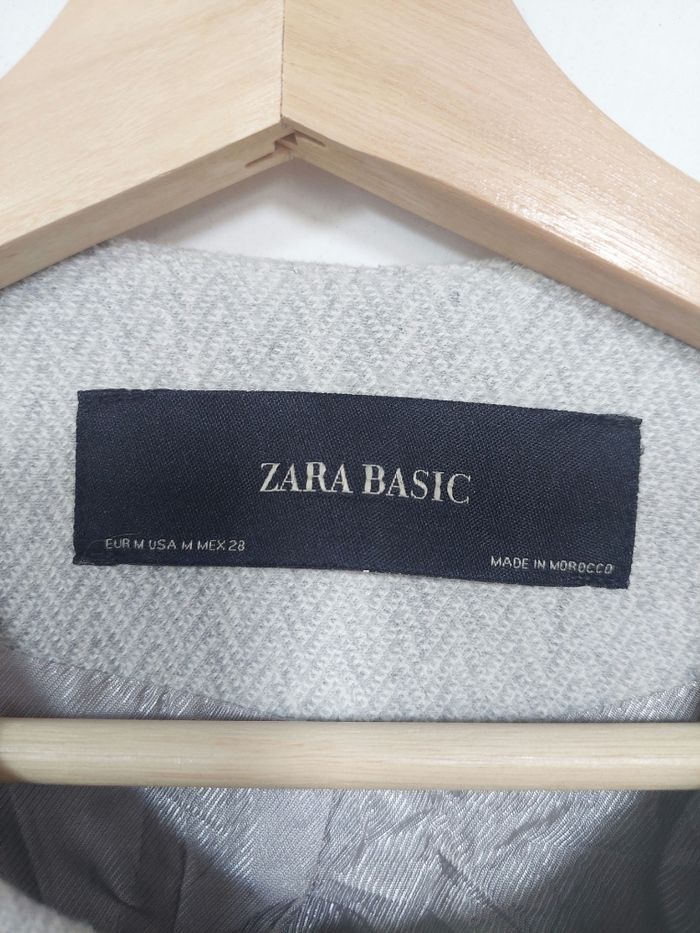 ZARA BASIC
EUR M USA M MEX 28
MADE IN MOROCCO